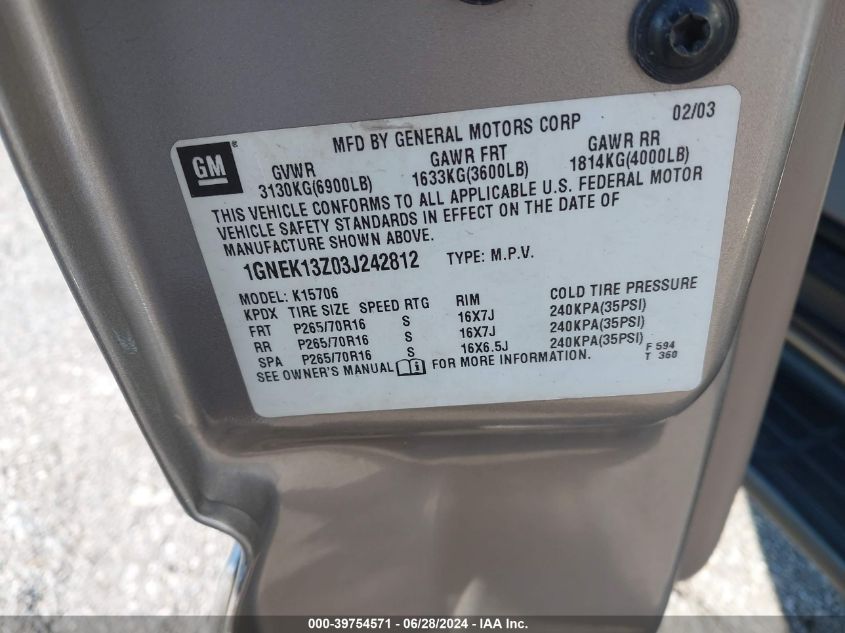 MFD BY GENERAL MOTORS CORP 02/03
GM®
GVWR GAWR FRT GAWR RR
3130KG(6900LB) 1633KG(3600LB) 1814KG(4000LB)
THIS VEHICLE CONFORMS TO ALL APPLICABLE U.S. FEDERAL MOTOR
VEHICLE SAFETY STANDARDS IN EFFECT ON THE DATE OF
MANUFACTURE SHOWN ABOVE.
1GNEK13Z03J242812 TYPE: M.P.V.
MODEL: K15706
KPDX TIRE SIZE SPEED RTG RIM COLD TIRE PRESSURE
FRT P265/70R16 S 16X7J 240KPA(35PSI)
RR P265/70R16 S 16X7J 240KPA(35PSI)
SPA P265/70R16 S 16X6.5J 240KPA(35PSI) F 594
SEE OWNER'S MANUAL FOR MORE INFORMATION. T 360
000-39754571 - 06/28/2024 - IAA Inc.